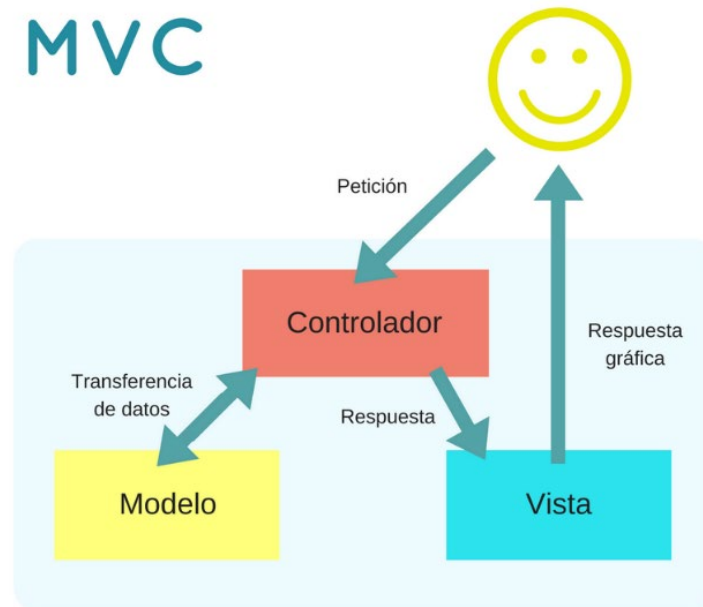 MVC
Petición
Controlador
Transferencia
de datos
Respuesta
Respuesta
gráfica
Modelo
Vista